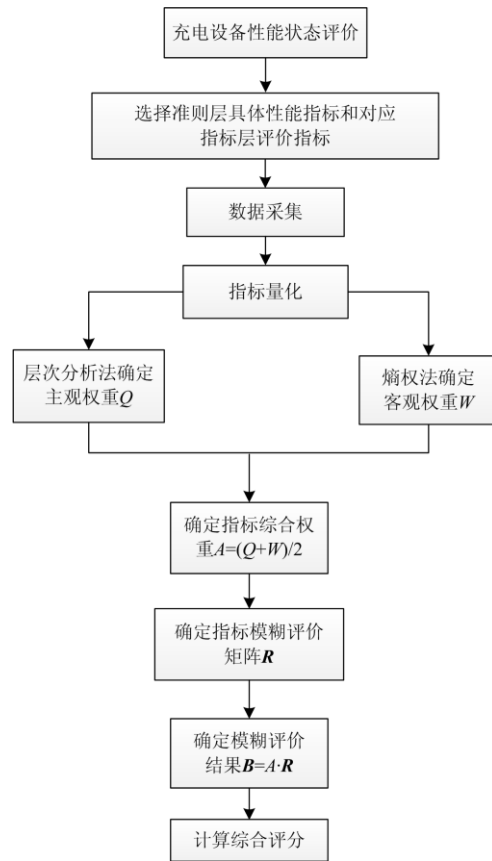 充电设备性能状态评价
选择准则层具体性能指标和对应
指标层评价指标
数据采集
指标量化
层次分析法确定
主观权重Q
熵权法确定
客观权重W
确定指标综合权
重A=(Q+W)/2
确定指标模糊评价
矩阵R
确定模糊评价
结果B=A·R
计算综合评分